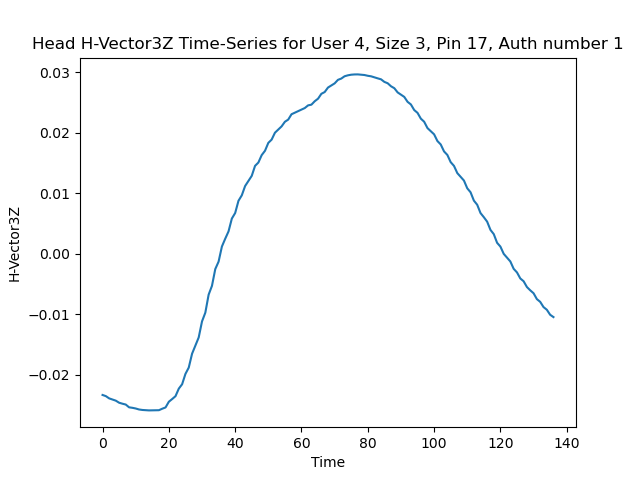 Head H-Vector3Z Time-Series for User 4, Size 3, Pin 17, Auth number 1
0.03
0.02
0.01
0.00
−0.01
−0.02
H-Vector3Z
0 20 40 60 80 100 120 140
Time